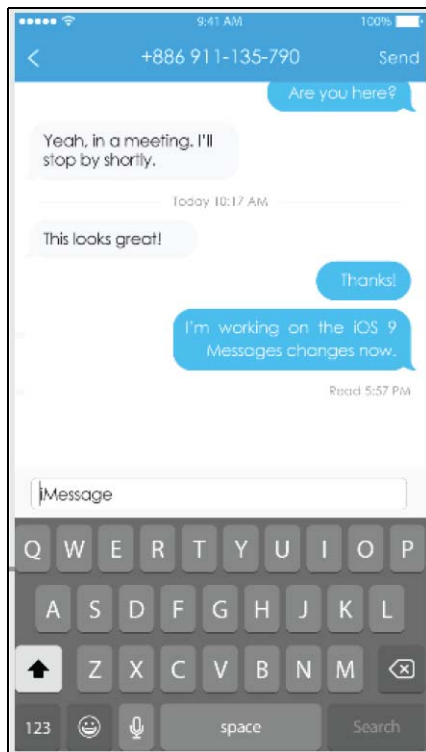 9:41 AM
100%
+886 911-135-790
Send
Are you here?
Yeah, in a meeting. I'll
stop by shortly.
Today 10:17 AM
This looks great!
Thanks!
I'm working on the iOS 9
Messages changes now.
Read 5:57 PM
iMessage
Q W E R T Y U I O P
A S D F G H J K L
Z X C V B N M
123
space
Search